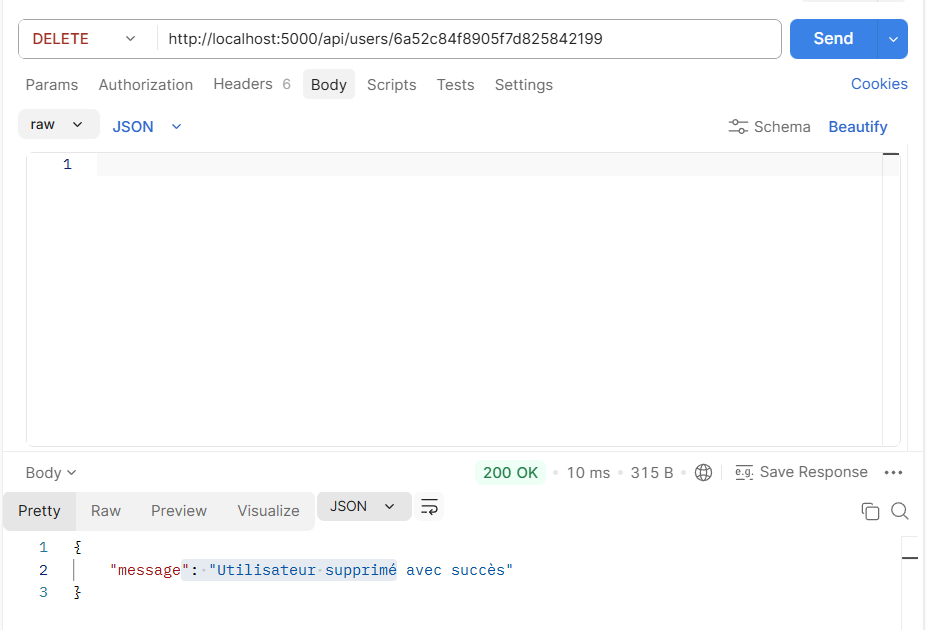 DELETE http://localhost:5000/api/users/6a52c84f8905f7d825842199 Send
Params Authorization Headers 6 Body Scripts Tests Settings Cookies
raw JSON Schema Beautify
1
Body 200 OK • 10 ms • 315 B • e.g. Save Response
Pretty Raw Preview Visualize JSON
1 {
2 "message": "Utilisateur supprimé avec succès"
3 }